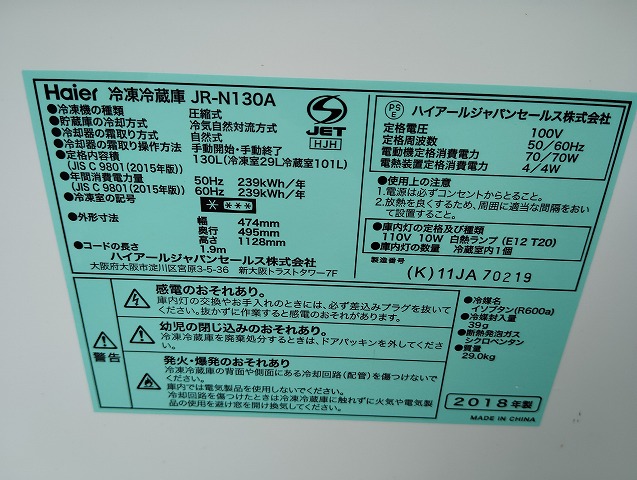 Haier 冷凍冷蔵庫 JR-N130A
●冷凍機の種類 圧縮式
●貯蔵庫の冷却方式 冷気自然対流方式
●冷却器の霜取り方式 自然式
●冷却器の霜取り操作方法 手動開始・手動終了
●定格内容積 130L(冷凍室29L冷蔵室101L)
(JIS C 9801(2015年版))
●年間消費電力量 50Hz 239kWh/年
(JIS C 9801(2015年版)) 60Hz 239kWh/年
●冷凍室の記号
●外形寸法 幅 474mm
奥行 495mm
高さ 1128mm
●コードの長さ 1.9m
ハイアールジャパンセールス株式会社
大阪府大阪市淀川区宮原3-5-36 新大阪トラストタワー7F
S
JET
HJH
PS
E
ハイアールジャパンセールス株式会社
定格電圧 100V
定格周波数 50/60Hz
電動機定格消費電力 70/70W
電熱装置定格消費電力 4/4W
●使用上の注意
1.電源は必ずコンセントからとること。
2.放熱を良くするため、周囲に適当な間隔をおい
て設置すること。
●庫内灯の定格及び種類
110V 10W 白熱ランプ(E12 T20)
●庫内灯の数量 冷蔵室内1個
製造番号
(K)11JA70219
警告
感電のおそれあり。
庫内灯の交換やお手入れのときには、必ず差込みプラグを抜いて
ください。抜かずに作業すると感電のおそれがあります。
幼児の閉じ込みのおそれあり。
冷凍冷蔵庫を廃棄処分するときは、ドアパッキンを外してくださ
い。
発火・爆発のおそれあり
冷凍冷蔵庫の背面や側面にある冷却回路(配管)を傷つけないで
ください。
庫内では電気製品を使用しないでください。
冷却回路を傷つけたときは冷凍冷蔵庫に触れずに火気や電気製
品の使用を避け窓を開け換気してください。
●冷媒名
イソブタン(R600a)
●冷媒封入量
39g
●断熱発泡ガス
シクロペンタン
●質量
29.0kg
2018年製
MADE IN CHINA